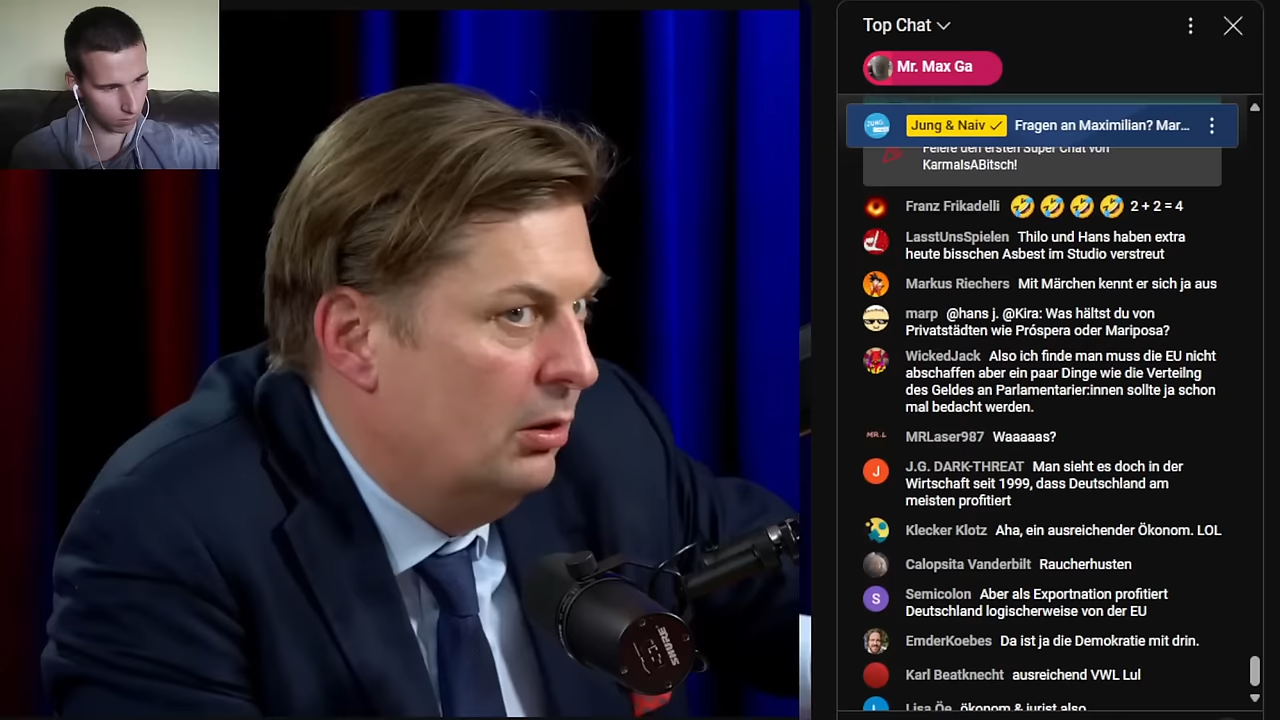 Top Chat
Mr. Max Ga
Jung & Naiv
Fragen an Maximilian? Mar...
Feiere den ersten Super Chat von
KarmaIsABitsch!
Franz Frikadelli 🤣🤣🤣🤣 2 + 2 = 4
LasstUnsSpielen Thilo und Hans haben extra
heute bisschen Asbest im Studio verstreut
Markus Riechers Mit Märchen kennt er sich ja aus
marp @hans j. @Kira: Was hältst du von
Privatstädten wie Próspera oder Mariposa?
WickedJack Also ich finde man muss die EU nicht
abschaffen aber ein paar Dinge wie die Verteilng
des Geldes an Parlamentarier:innen sollte ja schon
mal bedacht werden.
MR.L
MRLaser987 Waaaaas?
J
J.G. DARK-THREAT Man sieht es doch in der
Wirtschaft seit 1999, dass Deutschland am
meisten profitiert
Klecker Klotz Aha, ein ausreichender Ökonom. LOL
Calopsita Vanderbilt Raucherhusten
S
Semicolon Aber als Exportnation profitiert
Deutschland logischerweise von der EU
EmderKoebes Da ist ja die Demokratie mit drin.
Karl Beatknecht ausreichend VWL Lul
Lisa Öe ökonom & jurist also
SHURE